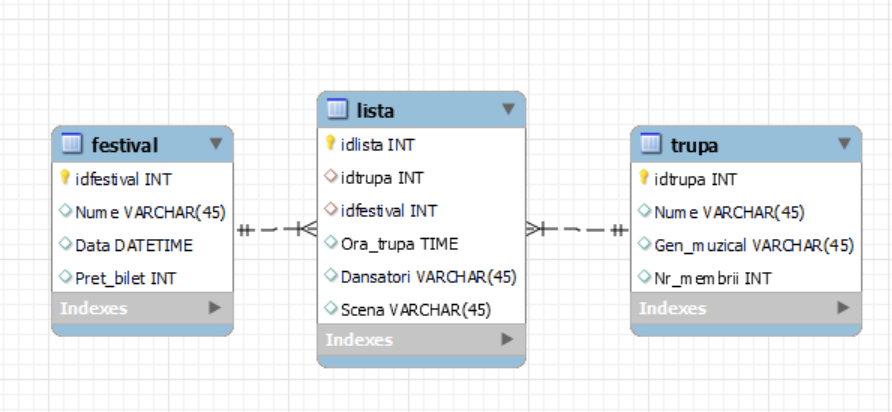 festival
idfestival INT
Nume VARCHAR(45)
Data DATETIME
Pret_bilet INT
Indexes
lista
idlista INT
idtrupa INT
idfestival INT
Ora_trupa TIME
Dansatori VARCHAR(45)
Scena VARCHAR(45)
Indexes
trupa
idtrupa INT
Nume VARCHAR(45)
Gen_muzical VARCHAR(45)
Nr_membrii INT
Indexes